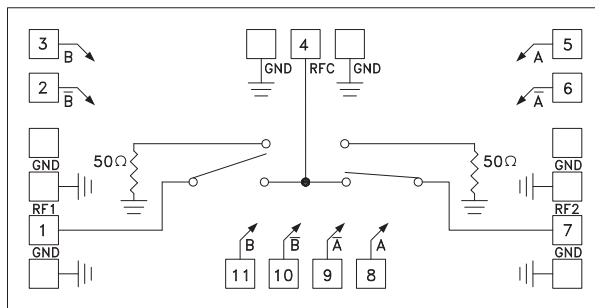 3 B
4
5 A
GND RFC GND
2 B̅
6 A̅
GND
50Ω
50Ω
GND
RF1
1
RF2
7
GND
GND
B B̅ A̅ A
11 10 9 8